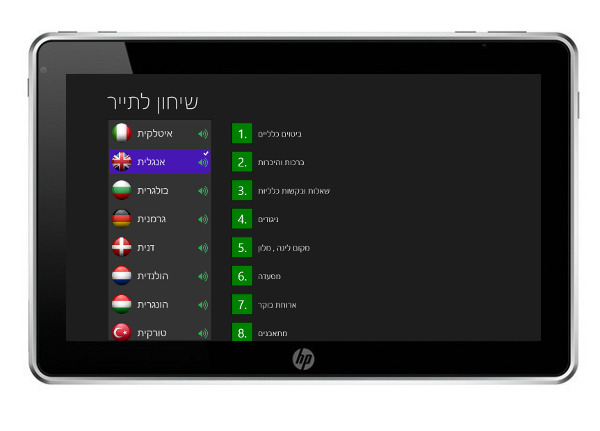 שיחון לתייר
איטלקית
אנגלית
בולגרית
גרמנית
דנית
הולנדית
הונגרית
טורקית
1. ביטוים כלליים
2. ברכות והיכרות
3. שאלות ובקשות כלליות
4. ניגודים
5. מקום לינה , מלון
6. מסעדה
7. ארוחת בוקר
8. מתאבנים
hp